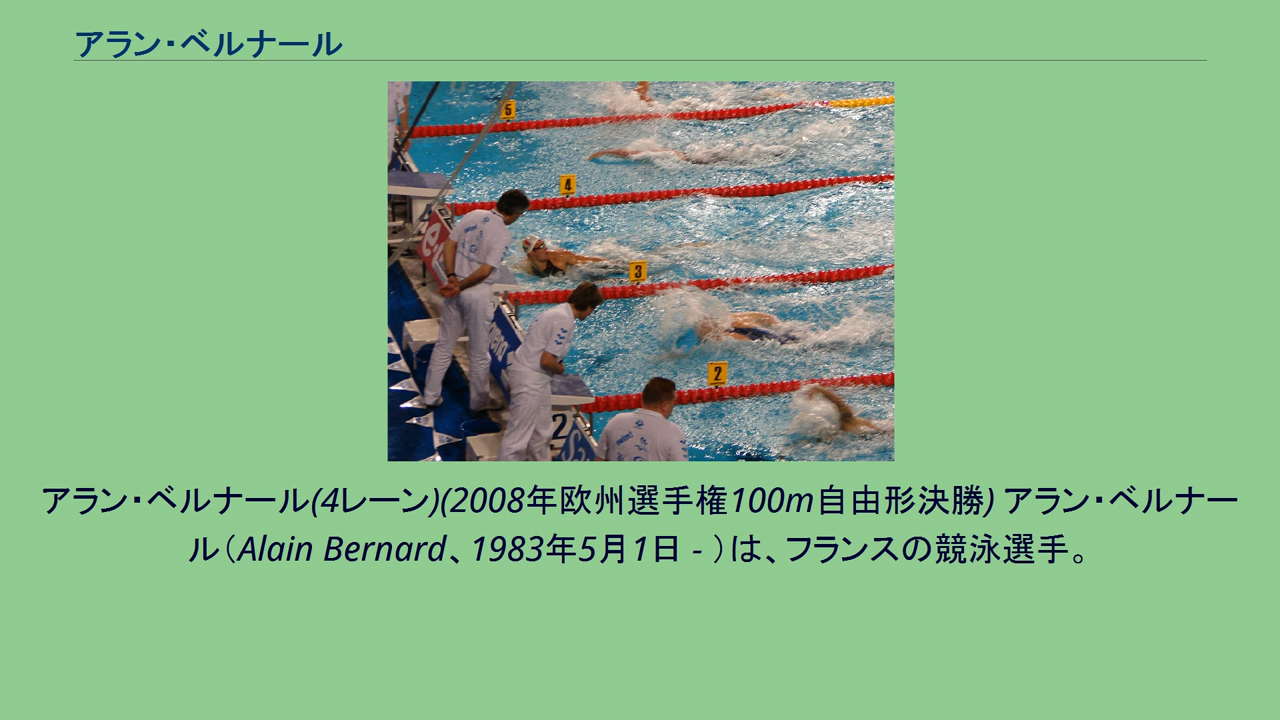 アラン・ベルナール
5
4
3
2
2
アラン・ベルナール(4レーン)(2008年欧州選手権100m自由形決勝) アラン・ベルナー
ル（Alain Bernard、1983年5月1日 - ）は、フランスの競泳選手。